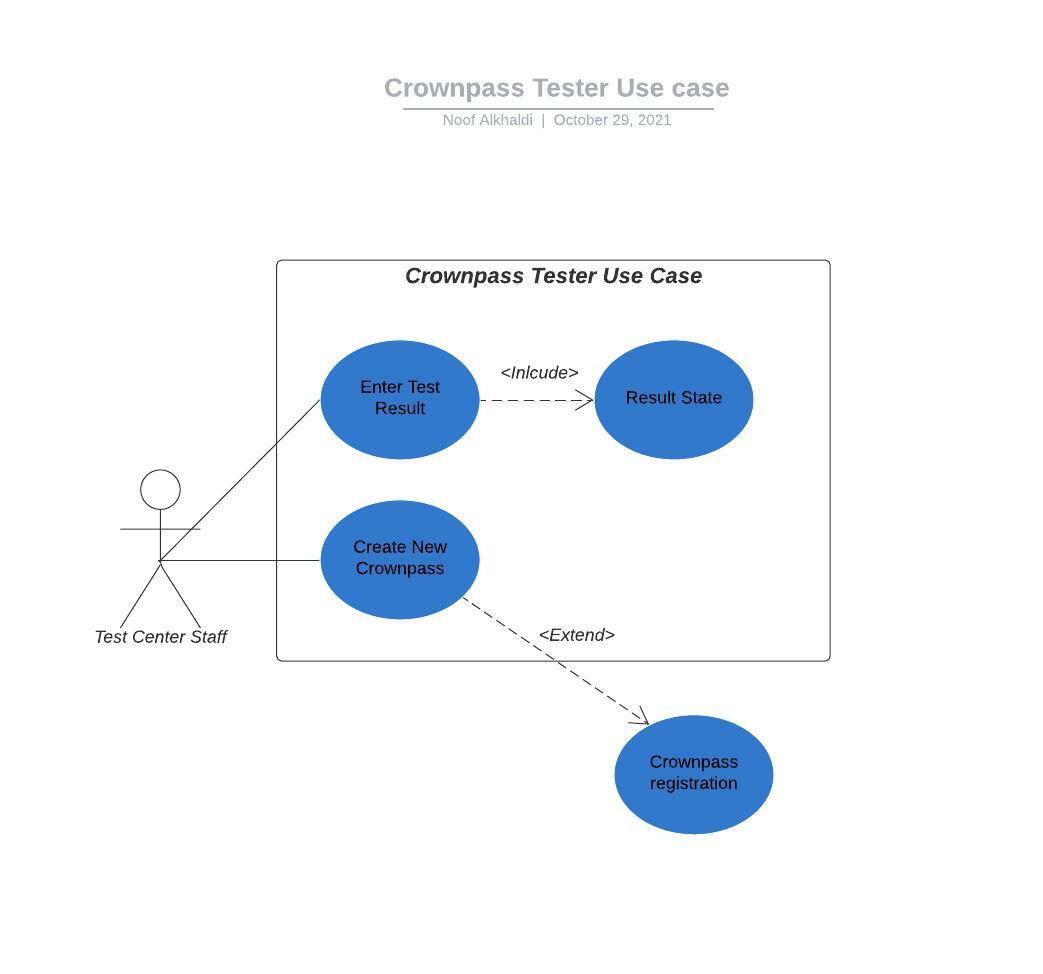 Crownpass Tester Use case
Noof Alkhaldi | October 29, 2021
Crownpass Tester Use Case
Enter Test
Result
<Inlcude>
Result State
Create New
Crownpass
<Extend>
Test Center Staff
Crownpass
registration